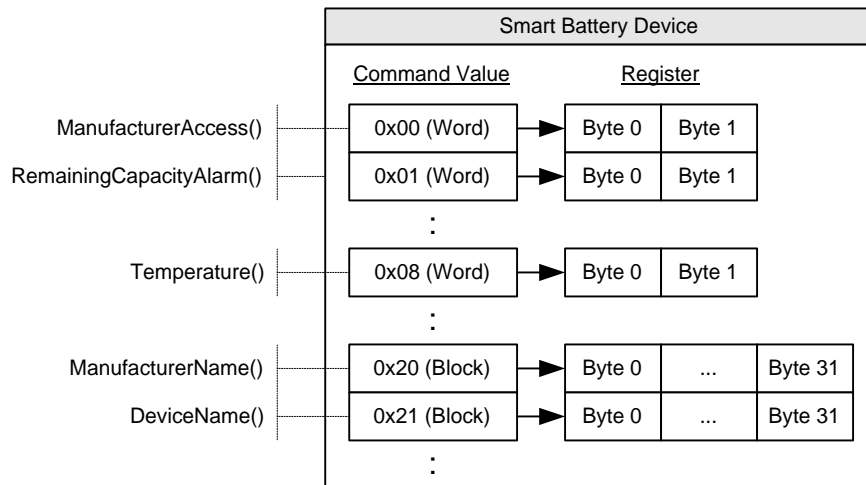 Smart Battery Device
Command Value Register
ManufacturerAccess() 0x00 (Word) Byte 0 Byte 1
RemainingCapacityAlarm() 0x01 (Word) Byte 0 Byte 1
:
Temperature() 0x08 (Word) Byte 0 Byte 1
:
ManufacturerName() 0x20 (Block) Byte 0 ... Byte 31
DeviceName() 0x21 (Block) Byte 0 ... Byte 31
: